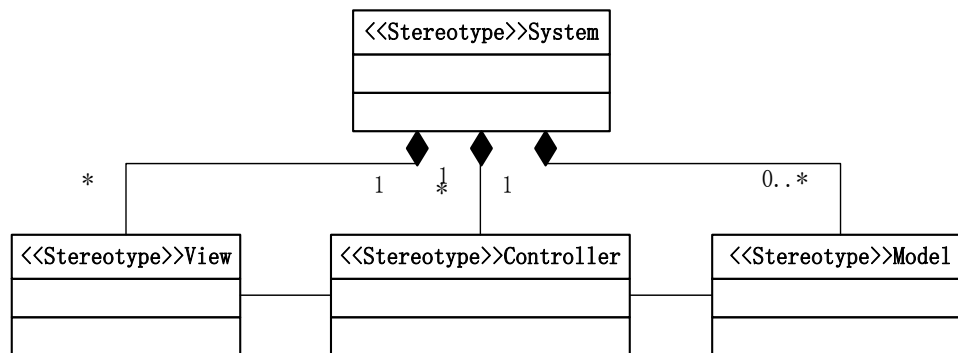 <<Stereotype>>System
*
1
1
*
1
0..*
<<Stereotype>>View
<<Stereotype>>Controller
<<Stereotype>>Model